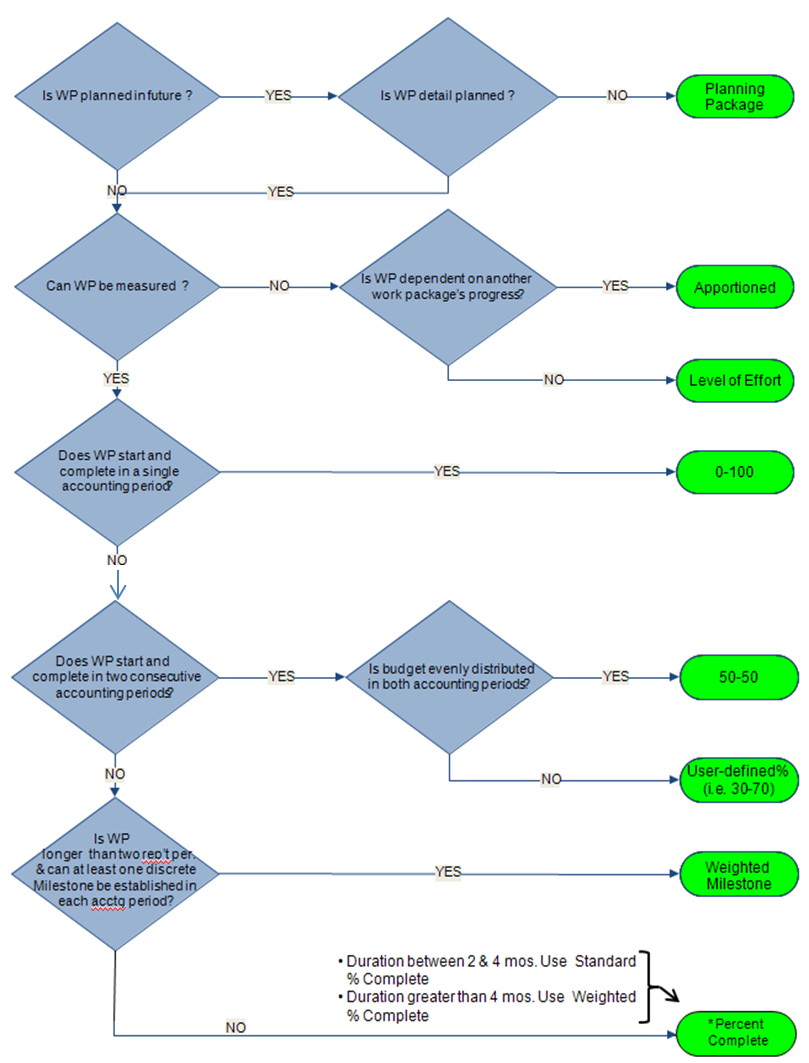 Is WP planned in future ?
YES
Is WP detail planned ?
NO
Planning
Package
NO
YES
Can WP be measured ?
NO
Is WP dependent on another
work package's progress?
YES
Apportioned
NO
Level of Effort
YES
Does WP start and
complete in a single
accounting period?
YES
0-100
NO
Does WP start and
complete in two consecutive
accounting periods?
YES
Is budget evenly distributed
in both accounting periods?
YES
50-50
NO
User-defined%
(i.e. 30-70)
NO
Is WP
longer than two rep't per.
& can at least one discrete
Milestone be established in
each acctg period?
YES
Weighted
Milestone
• Duration between 2 & 4 mos. Use Standard
% Complete
• Duration greater than 4 mos. Use Weighted
% Complete
NO
*Percent
Complete